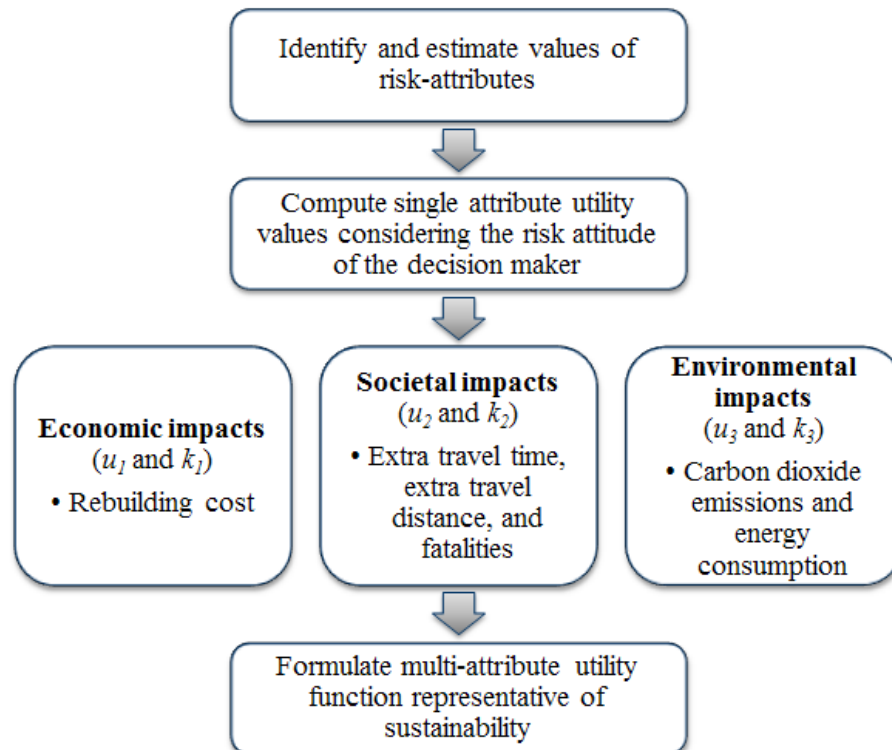 Identify and estimate values of
risk-attributes
Compute single attribute utility
values considering the risk attitude
of the decision maker
Economic impacts
(u1 and k1)
• Rebuilding cost
Societal impacts
(u2 and k2)
• Extra travel time,
extra travel
distance, and
fatalities
Environmental
impacts
(u3 and k3)
• Carbon dioxide
emissions and
energy
consumption
Formulate multi-attribute utility
function representative of
sustainability